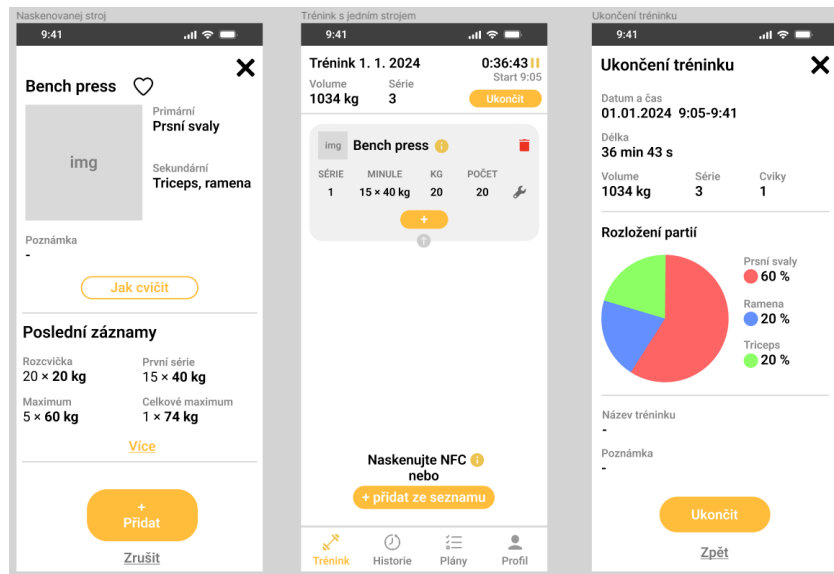 Naskenovanej stroj
9:41
Bench press
img
Primární
Prsní svaly
Sekundární
Triceps, ramena
Poznámka
-
Jak cvičit
Poslední záznamy
Rozcvička
20 × 20 kg
První série
15 × 40 kg
Maximum
5 × 60 kg
Celkové maximum
1 × 74 kg
Více
+
Přidat
Zrušit
Trénink s jedním strojem
9:41
Trénink 1. 1. 2024
0:36:43
Start 9:05
Volume
1034 kg
Série
3
Ukončit
img
Bench press
SÉRIE MINULE KG POČET
1 15 × 40 kg 20 20
+
Naskenujte NFC
nebo
+ přidat ze seznamu
Trénink Historie Plány Profil
Ukončení tréninku
9:41
Ukončení tréninku
Datum a čas
01.01.2024 9:05-9:41
Délka
36 min 43 s
Volume Série Cviky
1034 kg 3 1
Rozložení partií
Prsní svaly
60 %
Ramena
20 %
Triceps
20 %
Název tréninku
-
Poznámka
-
Ukončit
Zpět